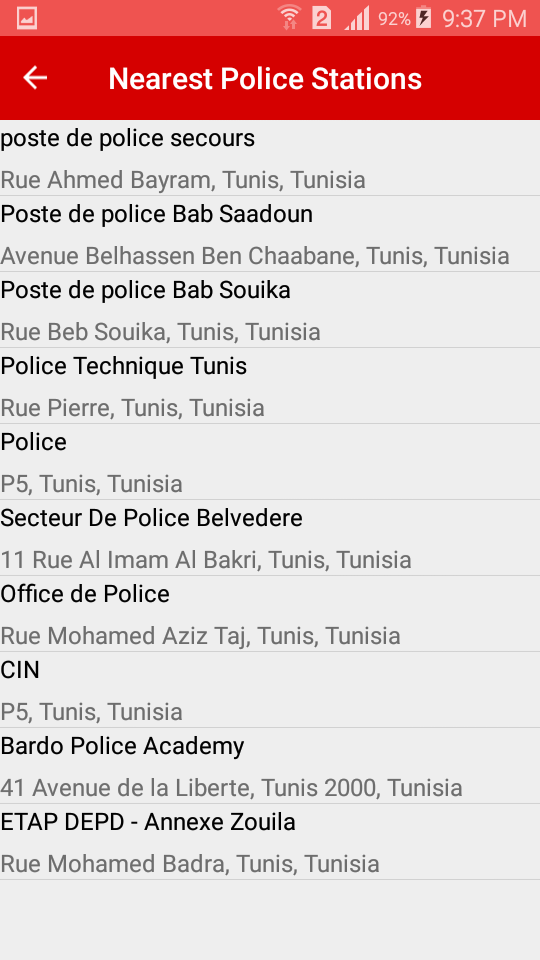 2 92% 9:37 PM
Nearest Police Stations
poste de police secours
Rue Ahmed Bayram, Tunis, Tunisia
Poste de police Bab Saadoun
Avenue Belhassen Ben Chaabane, Tunis, Tunisia
Poste de police Bab Souika
Rue Beb Souika, Tunis, Tunisia
Police Technique Tunis
Rue Pierre, Tunis, Tunisia
Police
P5, Tunis, Tunisia
Secteur De Police Belvedere
11 Rue Al Imam Al Bakri, Tunis, Tunisia
Office de Police
Rue Mohamed Aziz Taj, Tunis, Tunisia
CIN
P5, Tunis, Tunisia
Bardo Police Academy
41 Avenue de la Liberte, Tunis 2000, Tunisia
ETAP DEPD - Annexe Zouila
Rue Mohamed Badra, Tunis, Tunisia